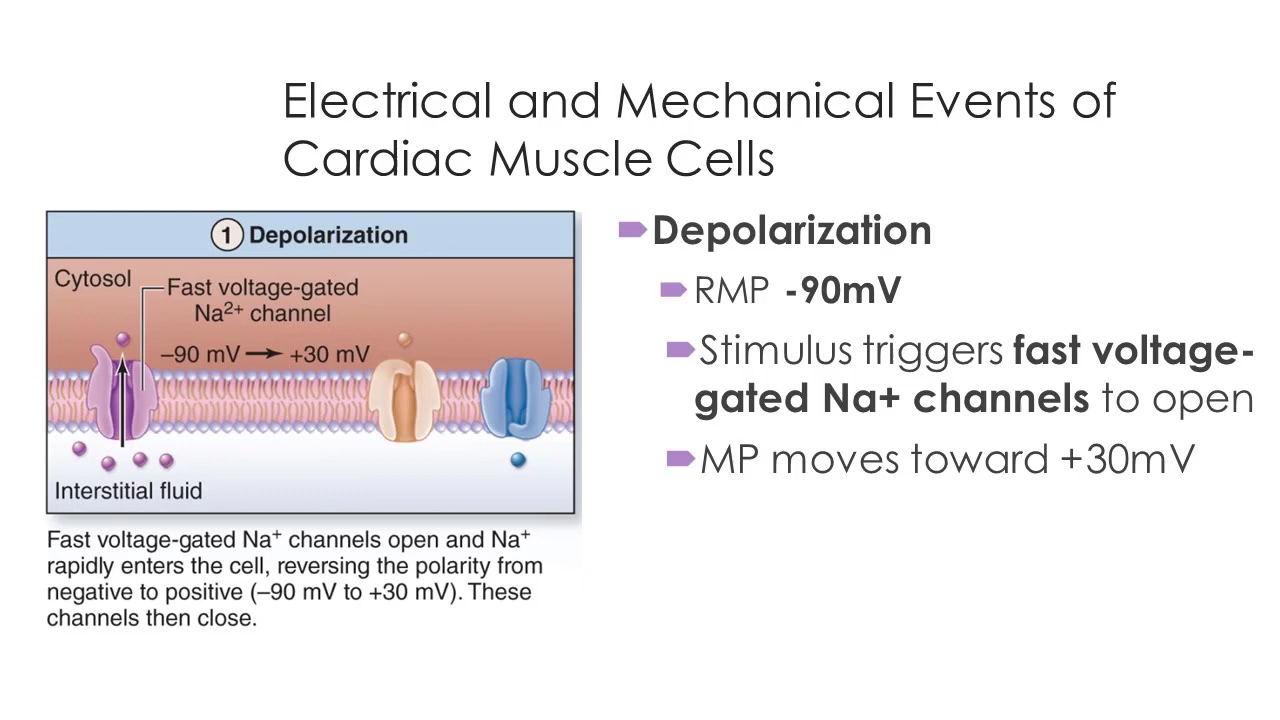 Electrical and Mechanical Events of
Cardiac Muscle Cells
1 Depolarization
Cytosol
Fast voltage-gated
Na²⁺ channel
–90 mV → +30 mV
Interstitial fluid
Fast voltage-gated Na⁺ channels open and Na⁺
rapidly enters the cell, reversing the polarity from
negative to positive (–90 mV to +30 mV). These
channels then close.
Depolarization
RMP -90mV
Stimulus triggers fast voltage-
gated Na+ channels to open
MP moves toward +30mV